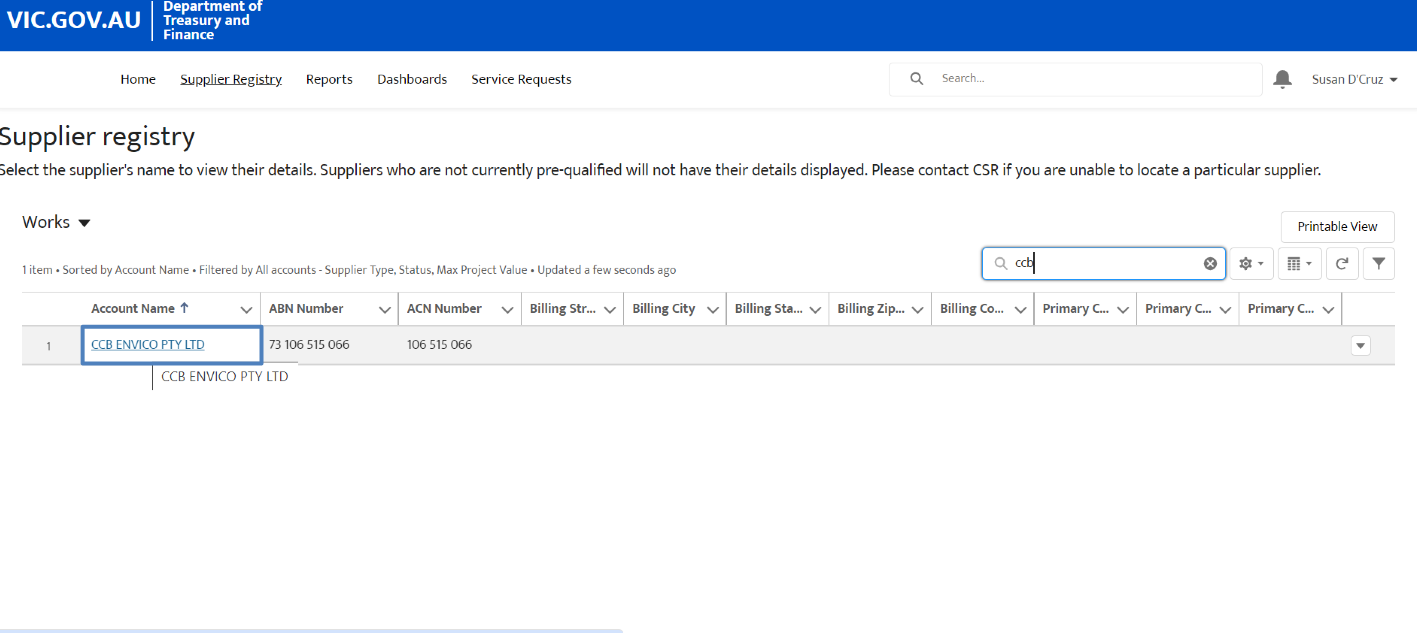 VIC.GOV.AU
Department of
Treasury and
Finance
Home Supplier Registry Reports Dashboards Service Requests Search... Susan D'Cruz
Supplier registry
Select the supplier's name to view their details. Suppliers who are not currently pre-qualified will not have their details displayed. Please contact CSR if you are unable to locate a particular supplier.
Works
Printable View
1 item • Sorted by Account Name • Filtered by All accounts - Supplier Type, Status, Max Project Value • Updated a few seconds ago
ccb
Account Name ABN Number ACN Number Billing Str... Billing City Billing Sta... Billing Zip... Billing Co... Primary C... Primary C... Primary C...
1 CCB ENVICO PTY LTD 73 106 515 066 106 515 066
CCB ENVICO PTY LTD